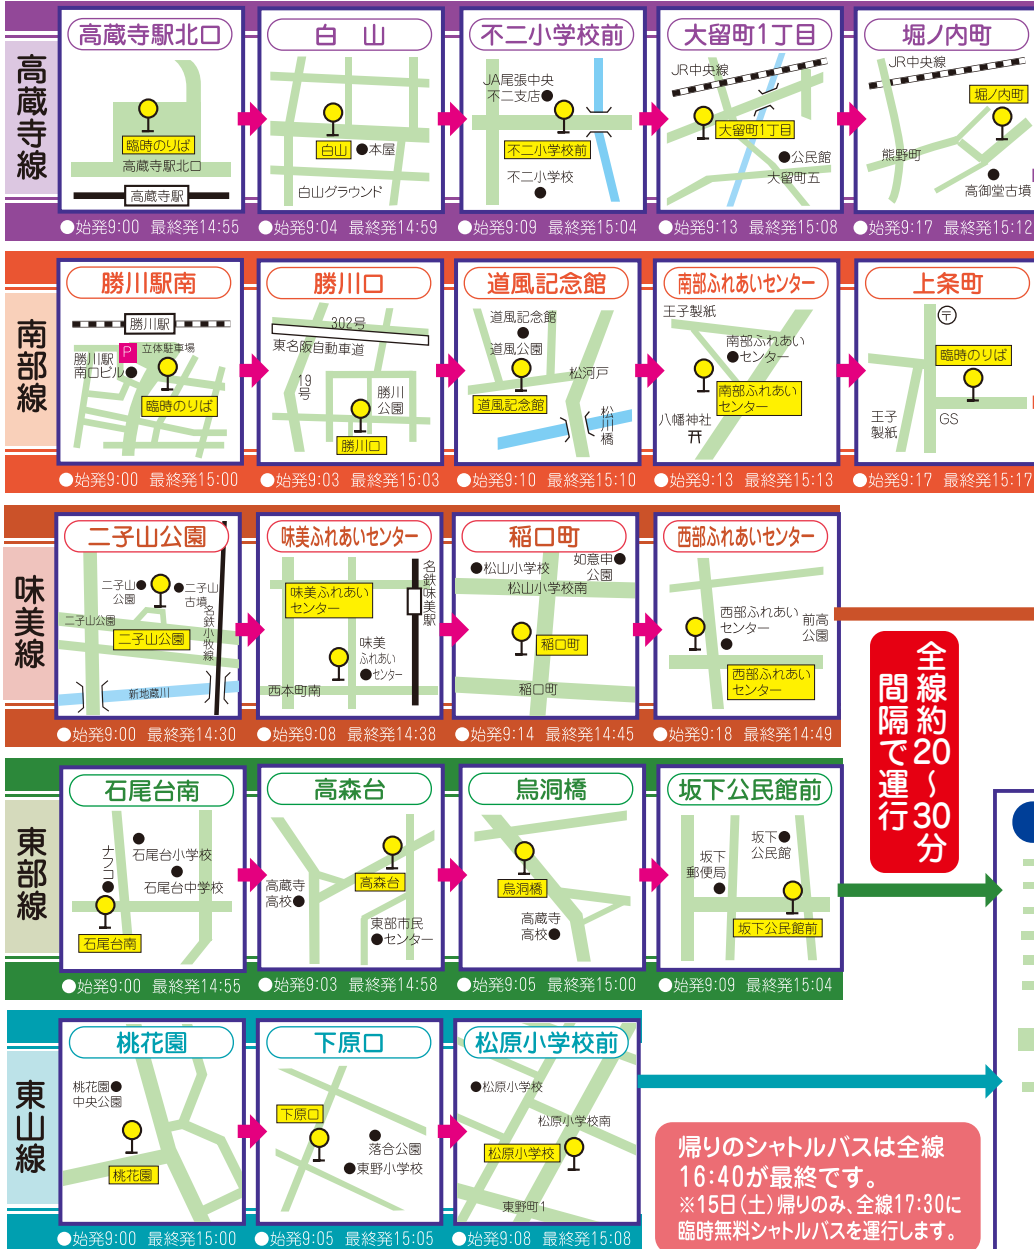 高蔵寺線
高蔵寺駅北口
臨時のりば
高蔵寺駅北口
高蔵寺駅
●始発9:00 最終発14:55
白 山
白山
●本屋
白山グラウンド
●始発9:04 最終発14:59
不二小学校前
JA尾張中央
不二支店●
不二小学校前
不二小学校
●始発9:09 最終発15:04
大留町1丁目
JR中央線
大留町1丁目
●公民館
大留町五
●始発9:13 最終発15:08
堀ノ内町
JR中央線
堀ノ内町
熊野町
高御堂古墳
●始発9:17 最終発15:12
南部線
勝川駅南
勝川駅
P
立体駐車場
勝川駅
南口ビル●
臨時のりば
●始発9:00 最終発15:00
勝川口
302号
東名阪自動車道
19号
勝川
公園
勝川口
●始発9:03 最終発15:03
道風記念館
道風記念館
道風公園
松河戸
道風記念館
松川橋
●始発9:10 最終発15:10
南部ふれあいセンター
王子製紙
南部ふれあい
●センター
南部ふれあい
センター
八幡神社
●始発9:13 最終発15:13
上条町
〒
臨時のりば
王子
製紙
GS
●始発9:17 最終発15:17
味美線
二子山公園
二子山●
公園
●二子山
古墳
二子山公園
二子山公園
名鉄小牧線
新地蔵川
●始発9:00 最終発14:30
味美ふれあいセンター
名鉄味美駅
味美ふれあい
センター
味美
ふれあい
●センター
西本町南
●始発9:08 最終発14:38
稲口町
●松山小学校
如意申●
公園
松山小学校南
稲口町
稲口町
●始発9:14 最終発14:45
西部ふれあいセンター
西部ふれあい
センター
前高
公園
西部ふれあい
センター
●始発9:18 最終発14:49
全線約20～30分
間隔で運行
東部線
石尾台南
ナフコ
石尾台小学校
石尾台中学校
石尾台南
●始発9:00 最終発14:55
高森台
高森台
高蔵寺
高校●
東部市民
●センター
●始発9:03 最終発14:58
烏洞橋
烏洞橋
高蔵寺
高校●
●始発9:05 最終発15:00
坂下公民館前
坂下●
公民館
坂下
郵便局
坂下公民館前
●始発9:09 最終発15:04
東山線
桃花園
桃花園●
中央公園
桃花園
●始発9:00 最終発15:00
下原口
下原口
落合公園
●東野小学校
●始発9:05 最終発15:05
松原小学校前
●松原小学校
松原小学校南
松原小学校
東野町1
●始発9:08 最終発15:08
帰りのシャトルバスは全線
16:40が最終です。
※15日(土)帰りのみ、全線17:30に
臨時無料シャトルバスを運行します。